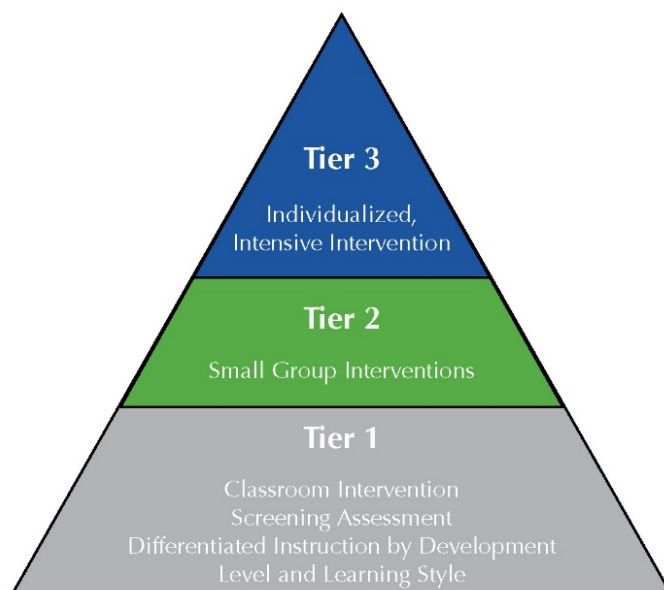 Tier 3
Individualized,
Intensive Intervention
Tier 2
Small Group Interventions
Tier 1
Classroom Intervention
Screening Assessment
Differentiated Instruction by Development
Level and Learning Style